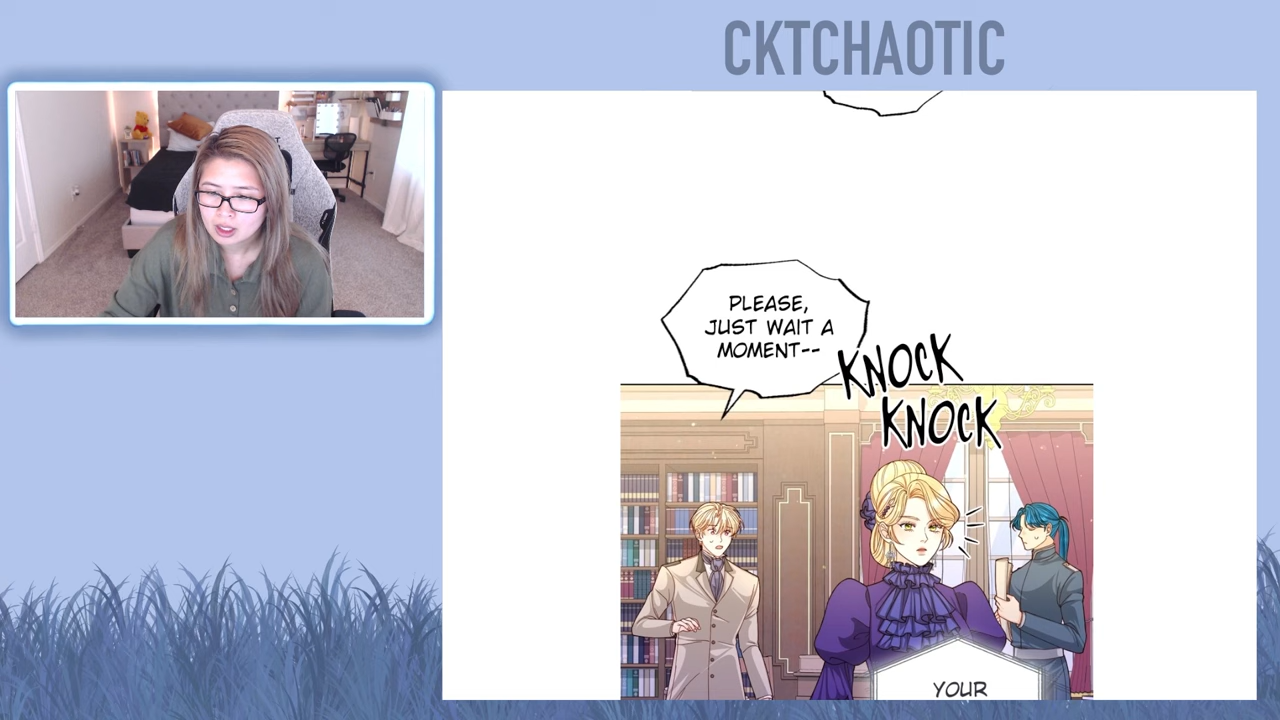 CKTCHAOTIC
PLEASE,
JUST WAIT A
MOMENT--
KNOCK
KNOCK
YOUR